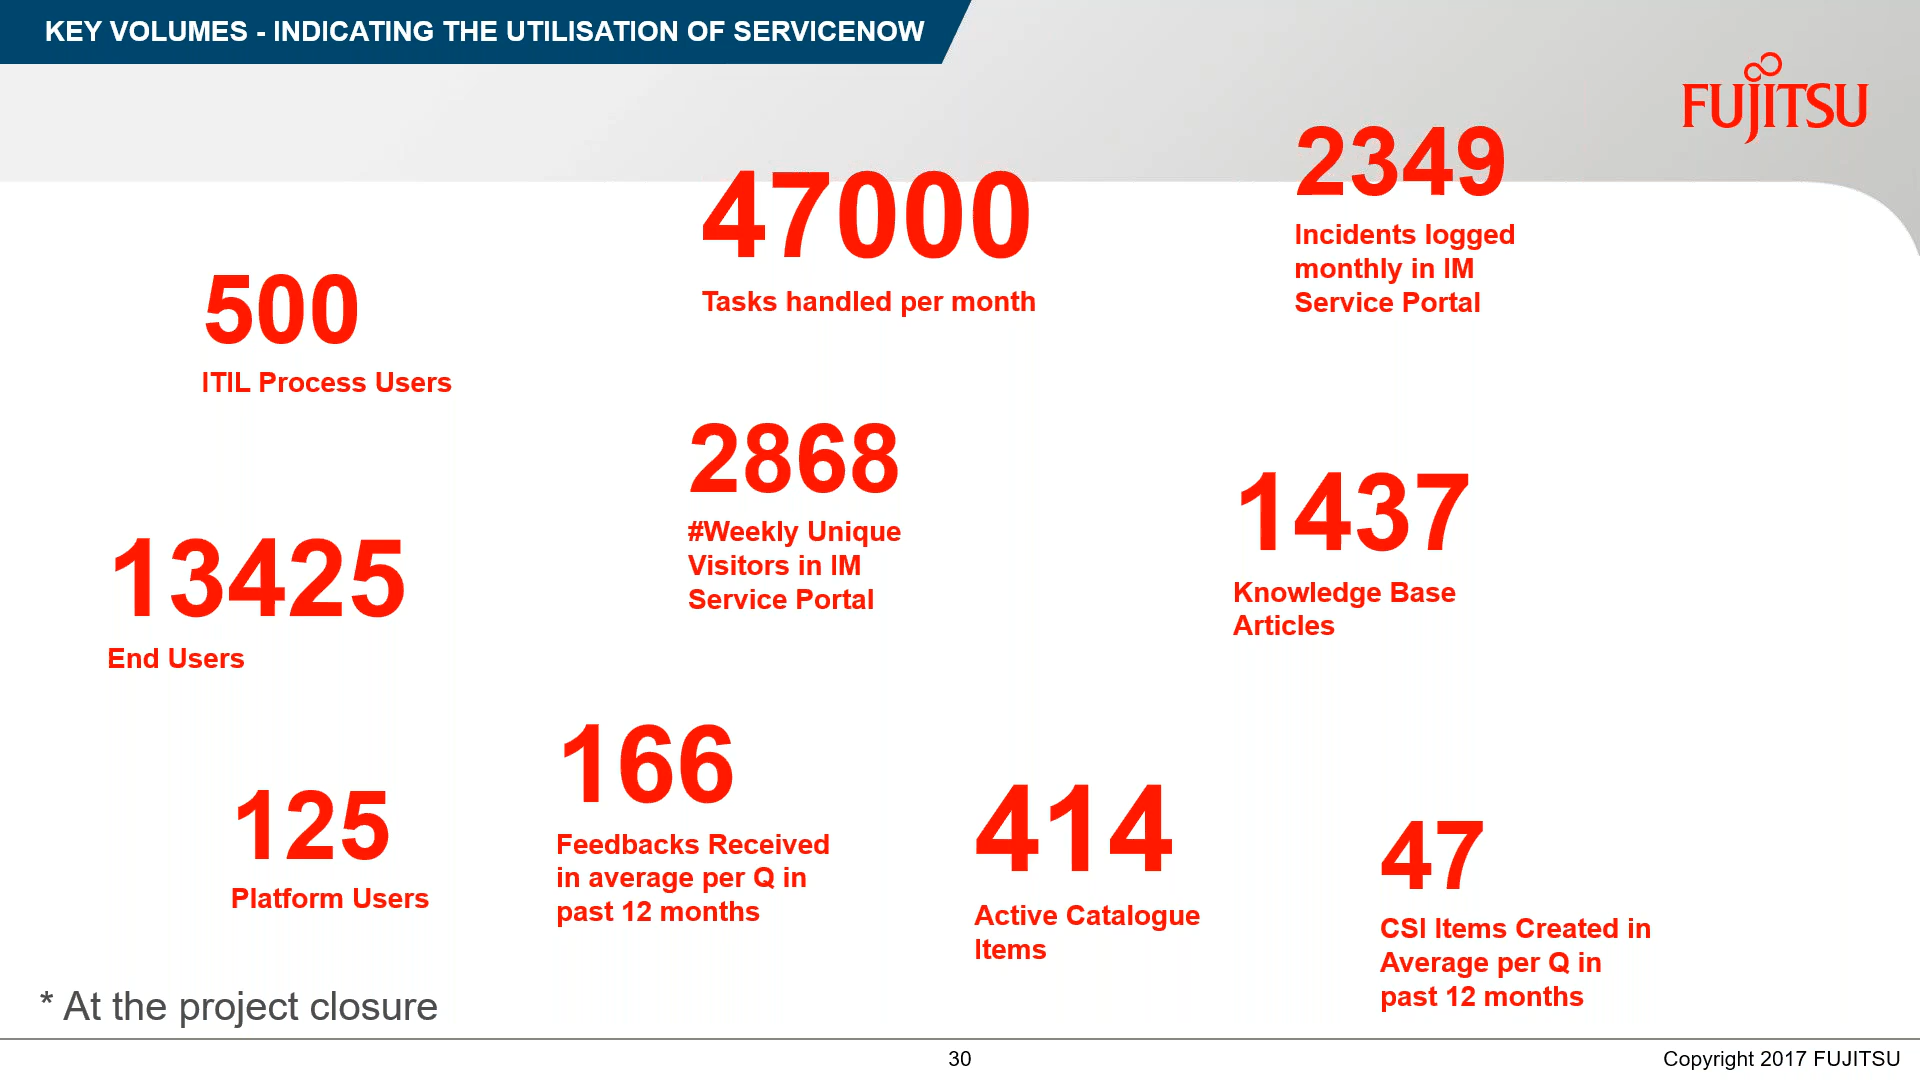 KEY VOLUMES - INDICATING THE UTILISATION OF SERVICENOW
FUJITSU
47000
Tasks handled per month
2349
Incidents logged
monthly in IM
Service Portal
500
ITIL Process Users
2868
#Weekly Unique
Visitors in IM
Service Portal
1437
Knowledge Base
Articles
13425
End Users
166
Feedbacks Received
in average per Q in
past 12 months
125
Platform Users
414
Active Catalogue
Items
47
CSI Items Created in
Average per Q in
past 12 months
* At the project closure
30
Copyright 2017 FUJITSU